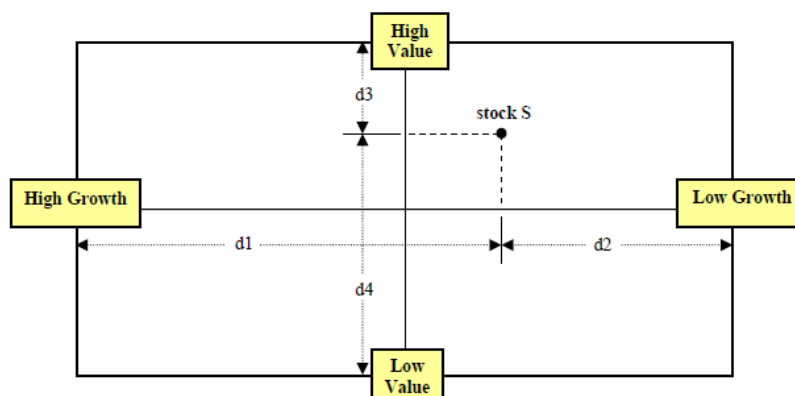 High
Value
d3
stock S
High Growth
Low Growth
d1
d2
d4
Low
Value